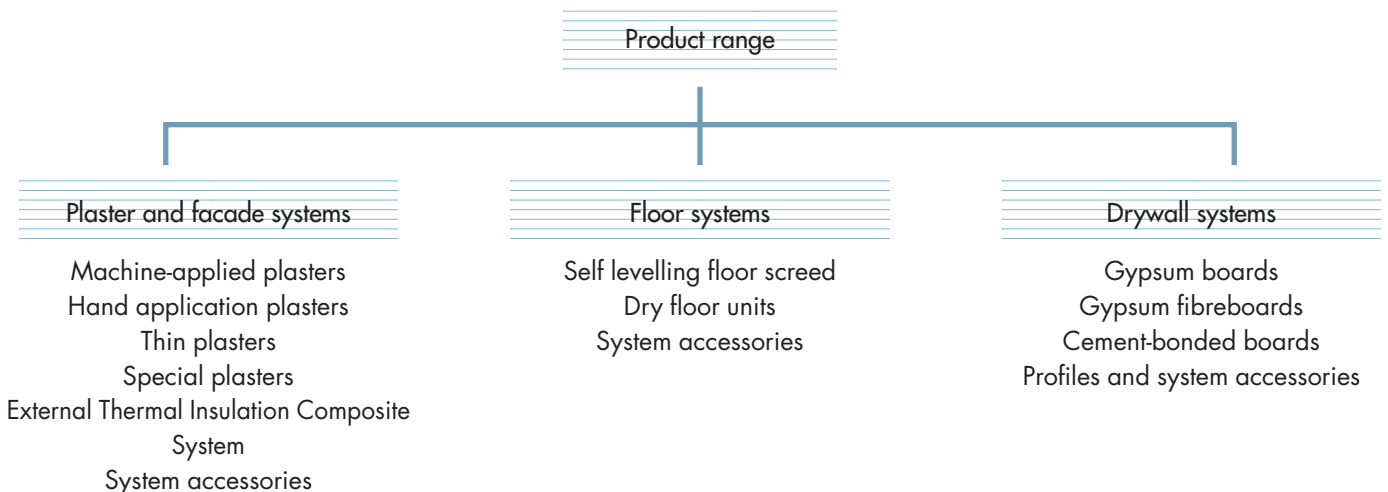 Product range
Plaster and facade systems
Machine-applied plasters
Hand application plasters
Thin plasters
Special plasters
External Thermal Insulation Composite
System
System accessories
Floor systems
Self levelling floor screed
Dry floor units
System accessories
Drywall systems
Gypsum boards
Gypsum fibreboards
Cement-bonded boards
Profiles and system accessories